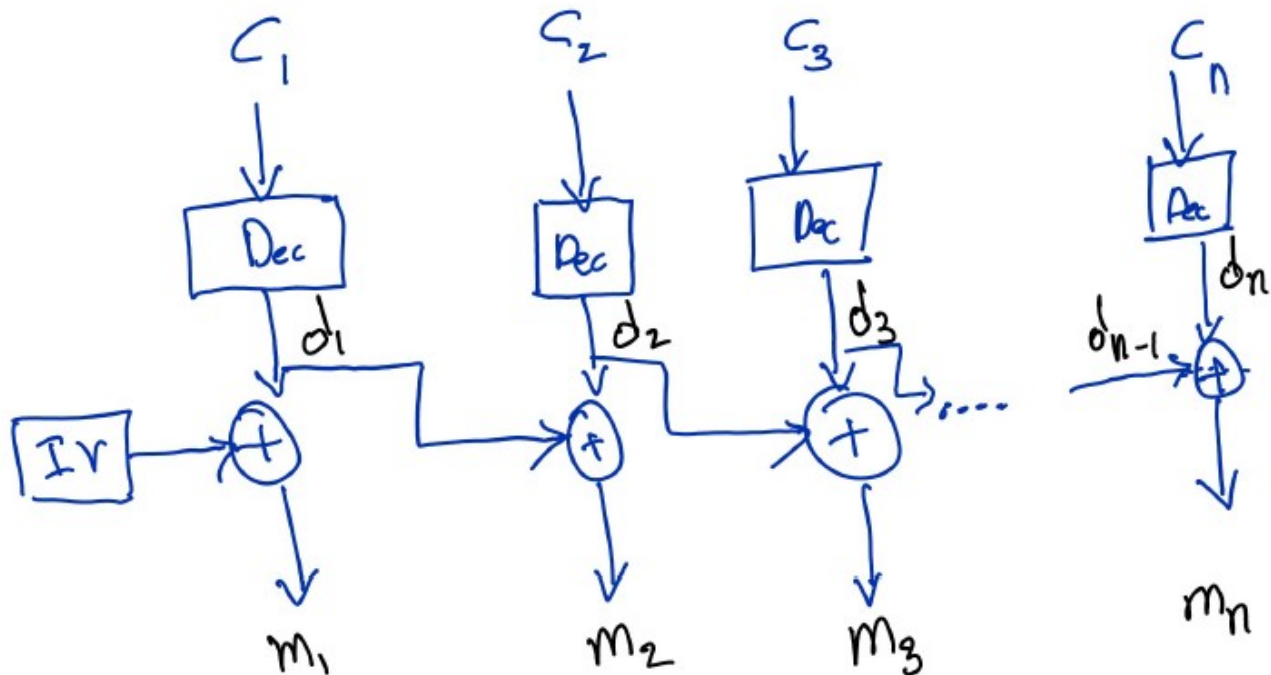 C1 C2 C3 Cn
Dec Dec Dec Dec
d1 d2 d3 dn
dn-1
IV + + + .... +
m1 m2 m3 mn